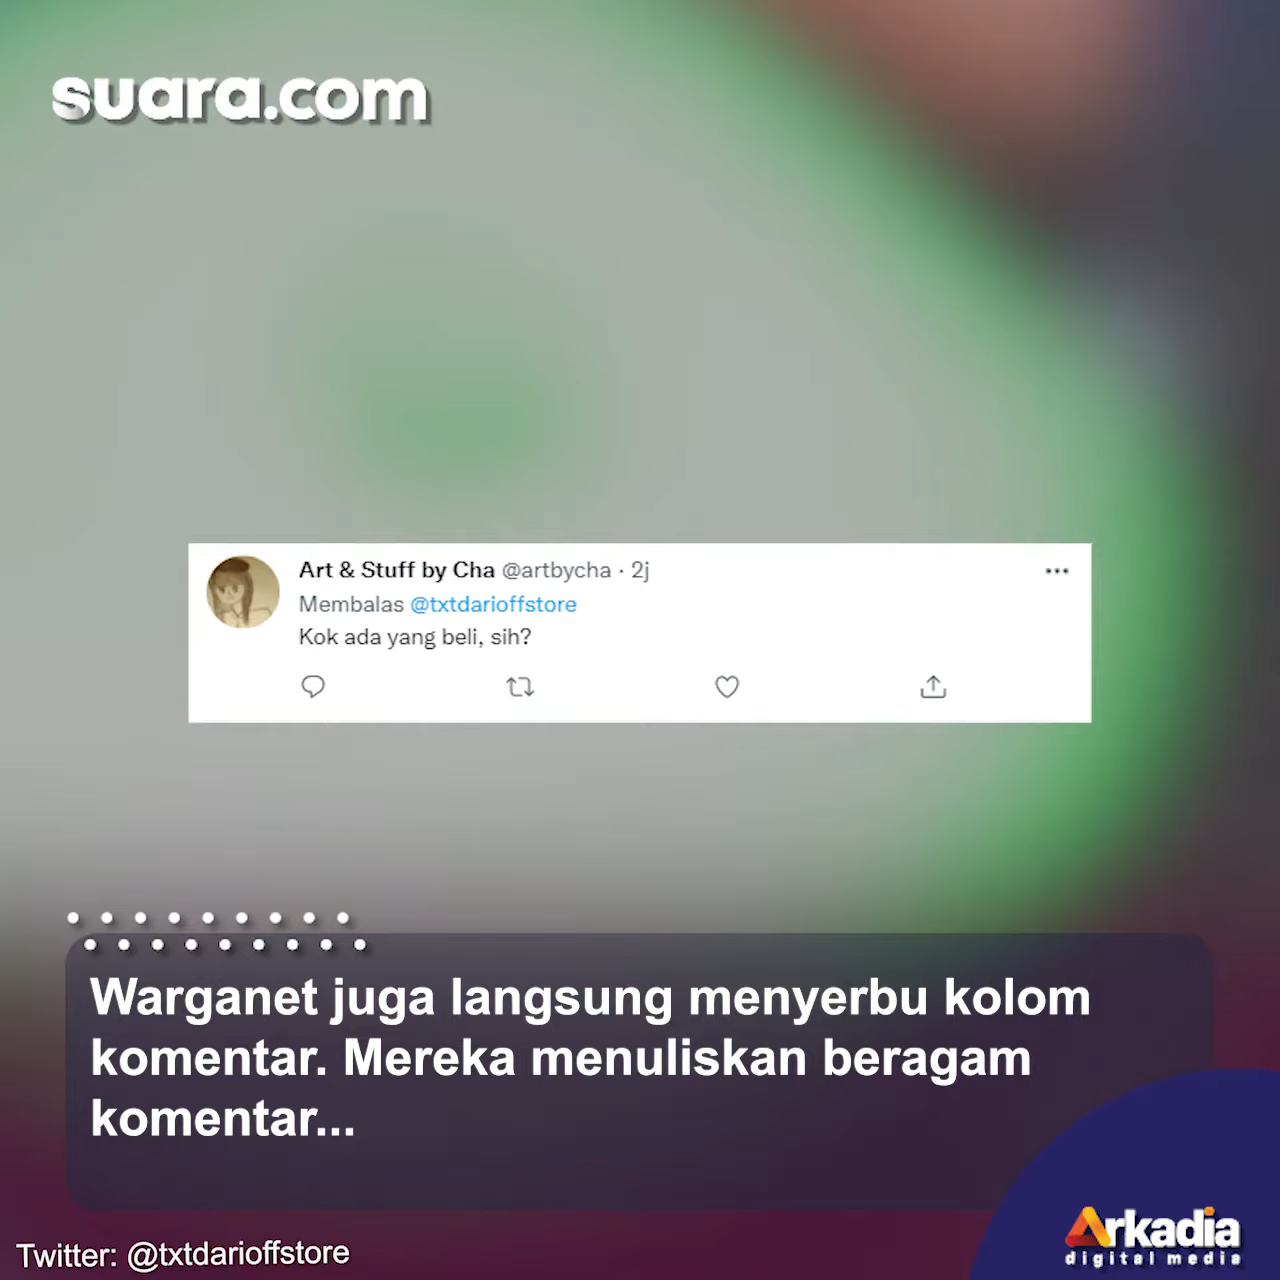 suara.com
Art & Stuff by Cha @artbycha · 2j
Membalas @txtdarioffstore
Kok ada yang beli, sih?
Warganet juga langsung menyerbu kolom
komentar. Mereka menuliskan beragam
komentar...
Twitter: @txtdarioffstore
Arkadia
digital media